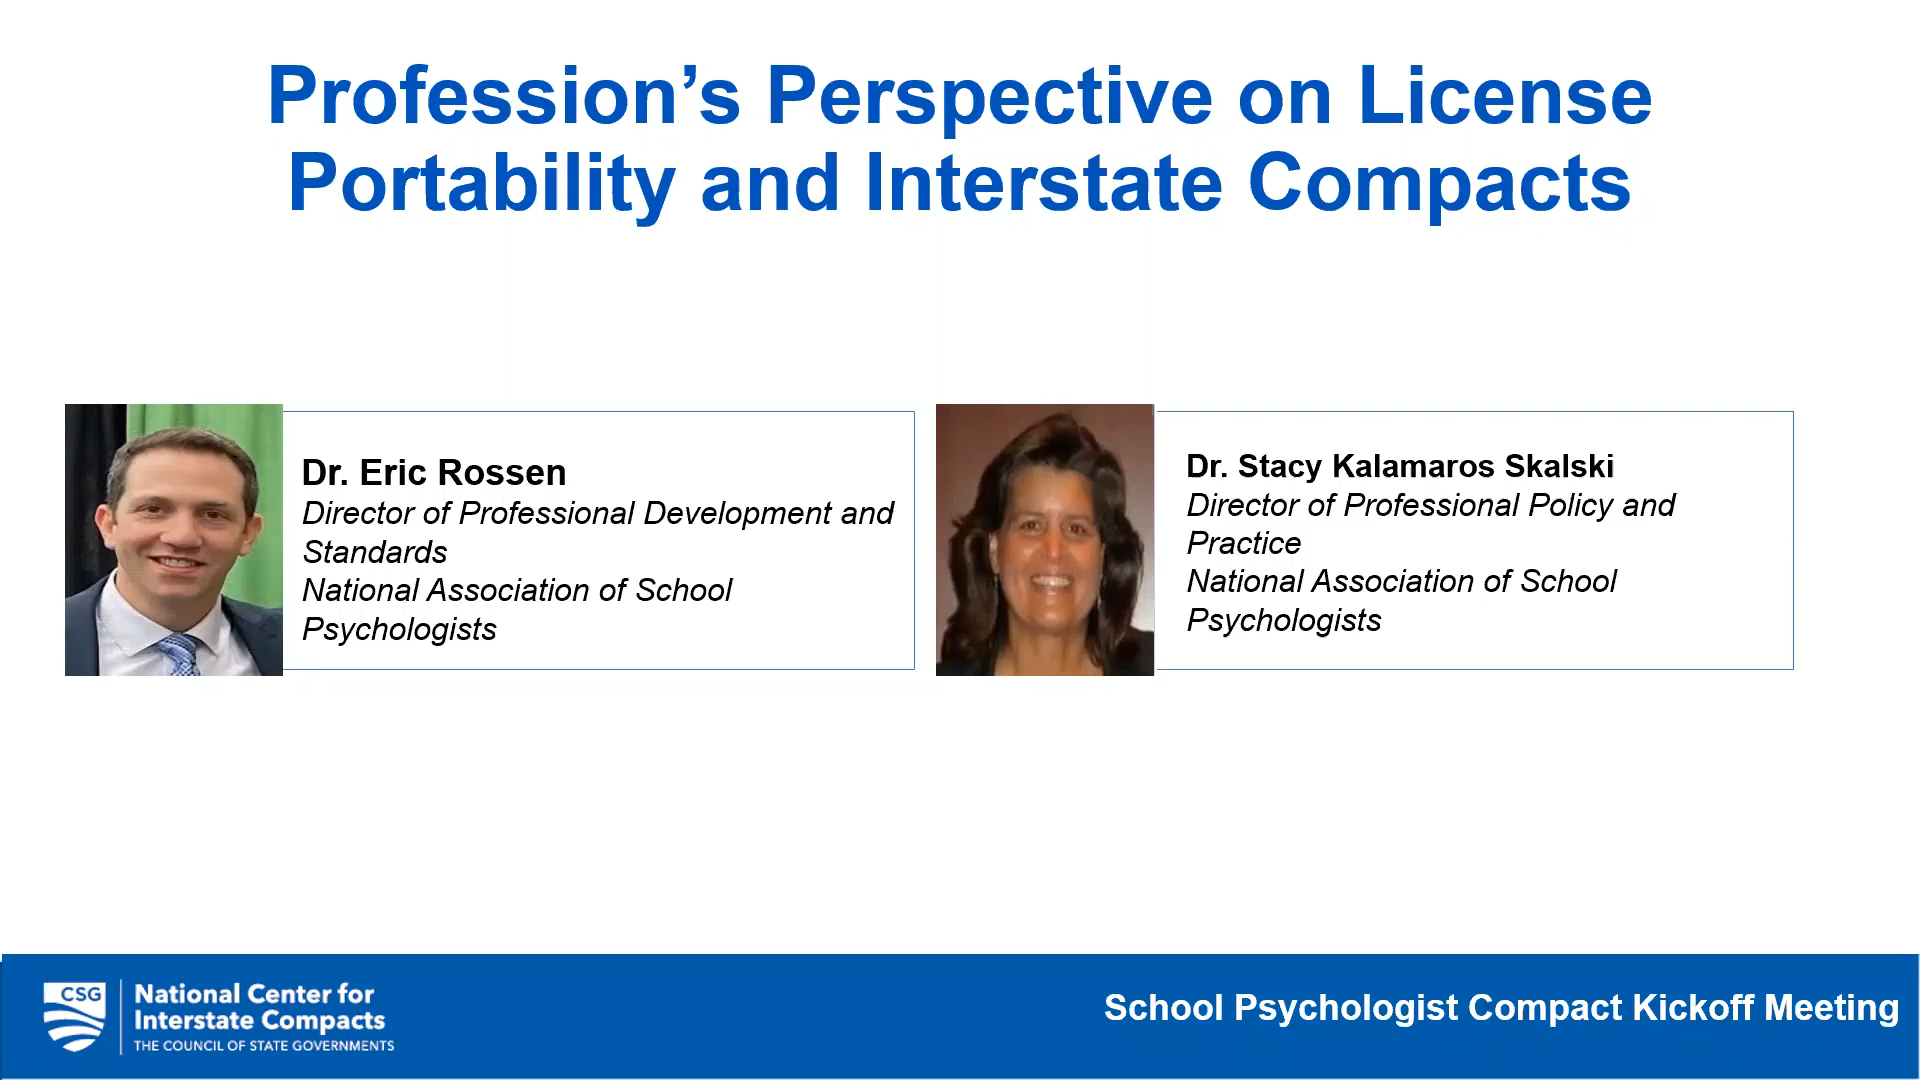 Profession’s Perspective on License
Portability and Interstate Compacts
Dr. Eric Rossen
Director of Professional Development and
Standards
National Association of School
Psychologists
Dr. Stacy Kalamaros Skalski
Director of Professional Policy and
Practice
National Association of School
Psychologists
CSG
National Center for
Interstate Compacts
THE COUNCIL OF STATE GOVERNMENTS
School Psychologist Compact Kickoff Meeting